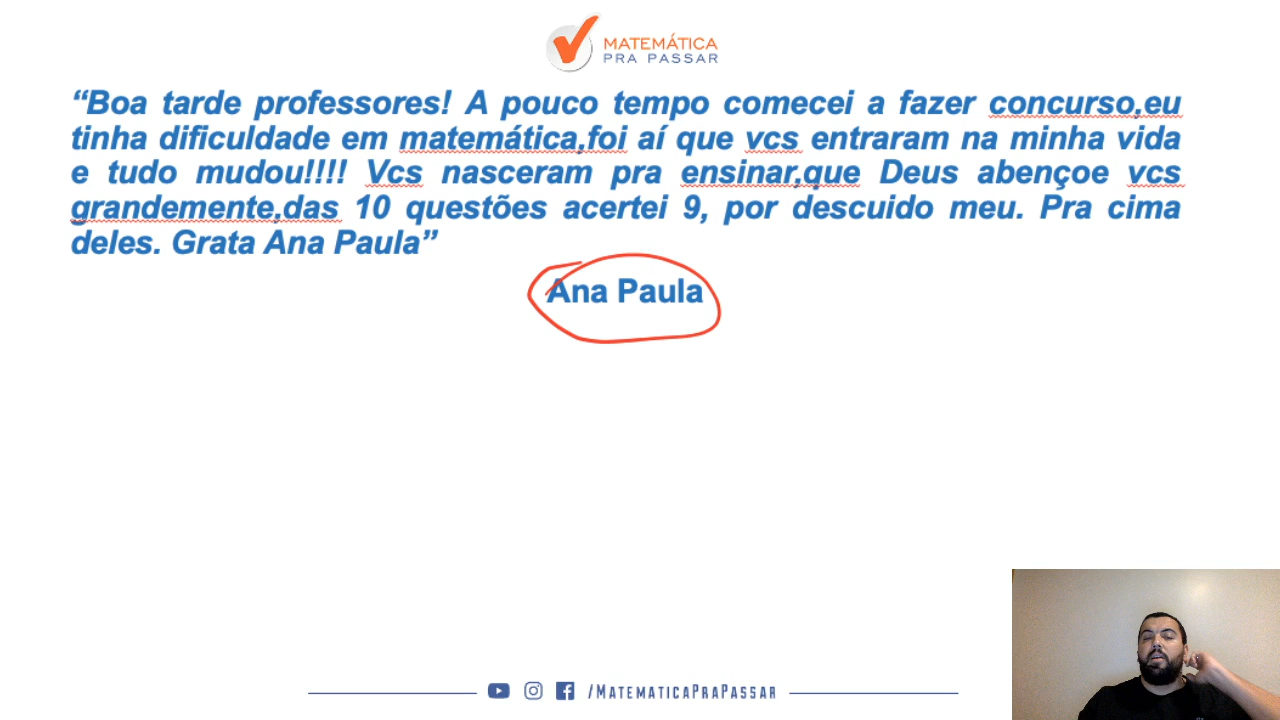 MATEMÁTICA
PRA PASSAR
“Boa tarde professores! A pouco tempo comecei a fazer concurso,eu
tinha dificuldade em matemática,foi aí que vcs entraram na minha vida
e tudo mudou!!!! Vcs nasceram pra ensinar,que Deus abençoe vcs
grandemente,das 10 questões acertei 9, por descuido meu. Pra cima
deles. Grata Ana Paula”
Ana Paula
/MATEMATICAPRAPASSAR